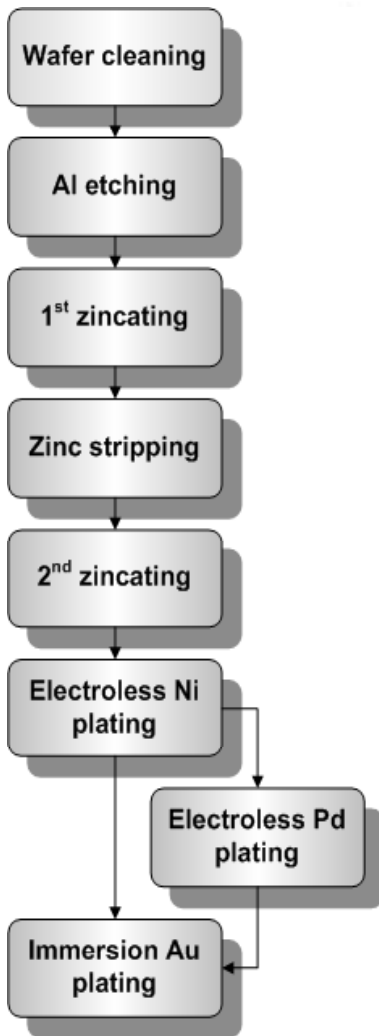 Wafer cleaning
Al etching
1st zincating
Zinc stripping
2nd zincating
Electroless Ni
plating
Electroless Pd
plating
Immersion Au
plating